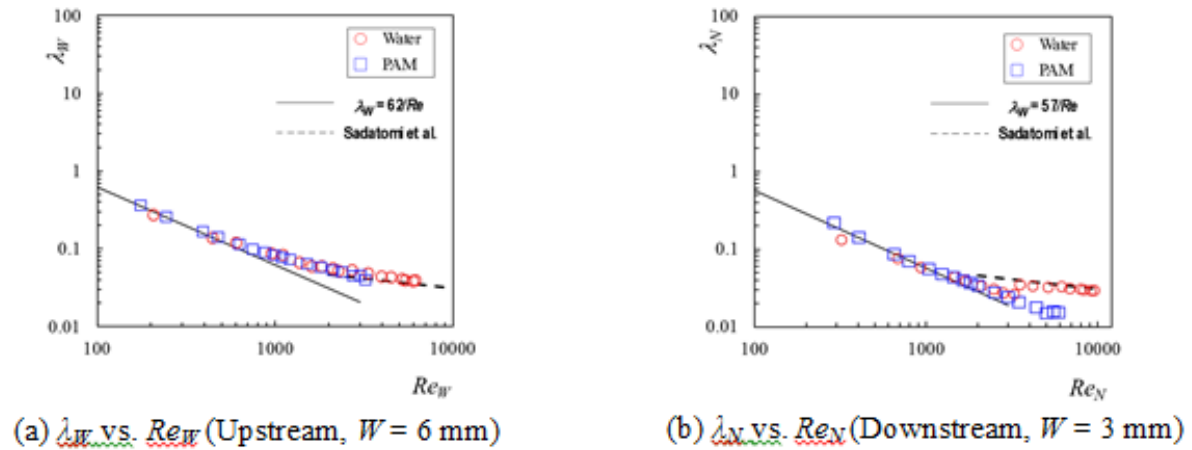 100
10
1
0.1
0.01
λW
Water
PAM
λW = 62/Re
Sadatomi et al.
100
1000
10000
ReW
(a) λW vs. ReW (Upstream, W = 6 mm)
100
10
1
0.1
0.01
λN
Water
PAM
λW = 57/Re
Sadatomi et al.
100
1000
10000
ReN
(b) λN vs. ReN (Downstream, W = 3 mm)